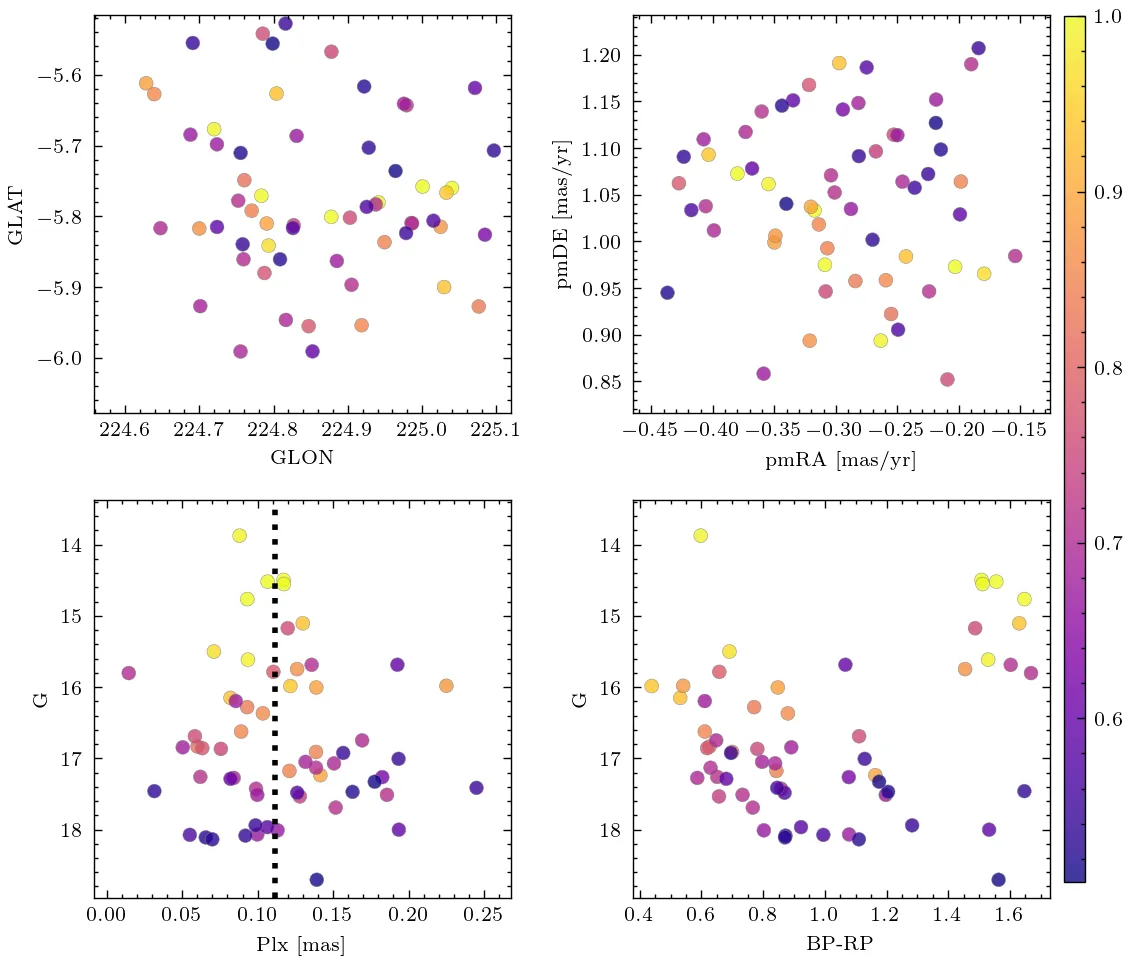 −5.6
−5.7
−5.8
−5.9
−6.0
GLAT
224.6 224.7 224.8 224.9 225.0 225.1
GLON
1.20
1.15
1.10
1.05
1.00
0.95
0.90
0.85
pmDE [mas/yr]
−0.45 −0.40 −0.35 −0.30 −0.25 −0.20 −0.15
pmRA [mas/yr]
1.0
0.9
0.8
0.7
0.6
14
15
16
17
18
G
0.00 0.05 0.10 0.15 0.20 0.25
Plx [mas]
14
15
16
17
18
G
0.4 0.6 0.8 1.0 1.2 1.4 1.6
BP-RP